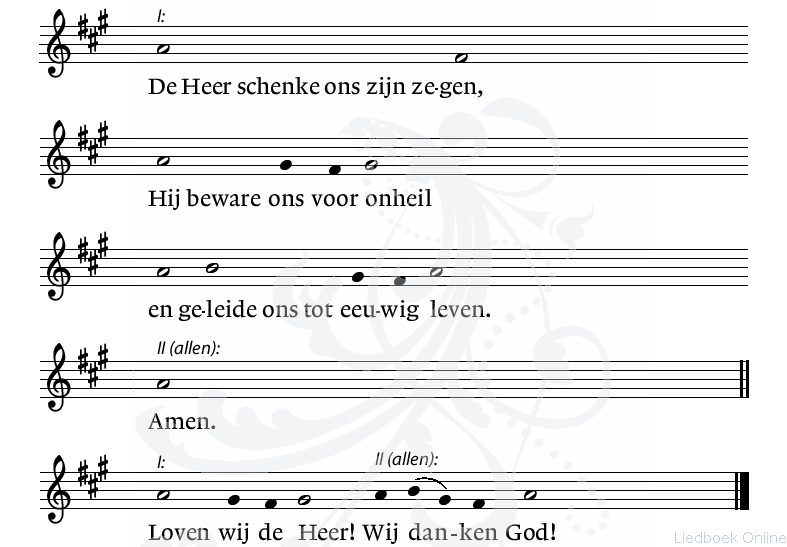 I:
De Heer schenke ons zijn ze-gen,
Hij beware ons voor onheil
en ge-leide ons tot eeu-wig leven.
II (allen):
Amen.
I: II (allen):
Loven wij de Heer! Wij dan-ken God!
Liedboek Online